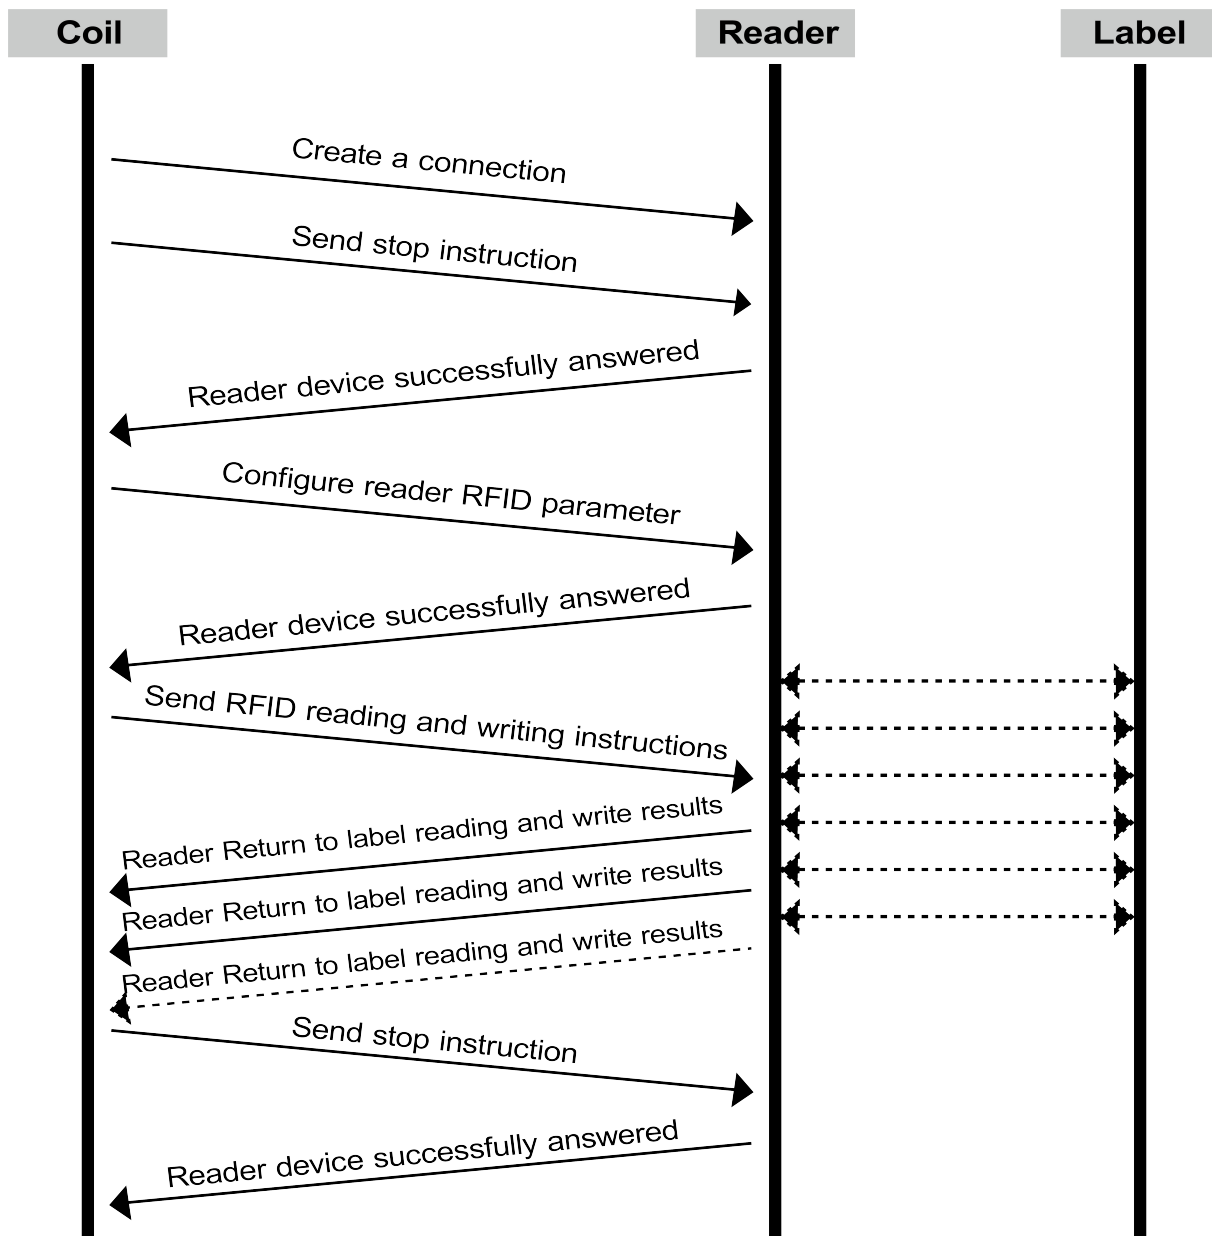 Coil
Reader
Label
Create a connection
Send stop instruction
Reader device successfully answered
Configure reader RFID parameter
Reader device successfully answered
Send RFID reading and writing instructions
Reader Return to label reading and write results
Reader Return to label reading and write results
Reader Return to label reading and write results
Send stop instruction
Reader device successfully answered